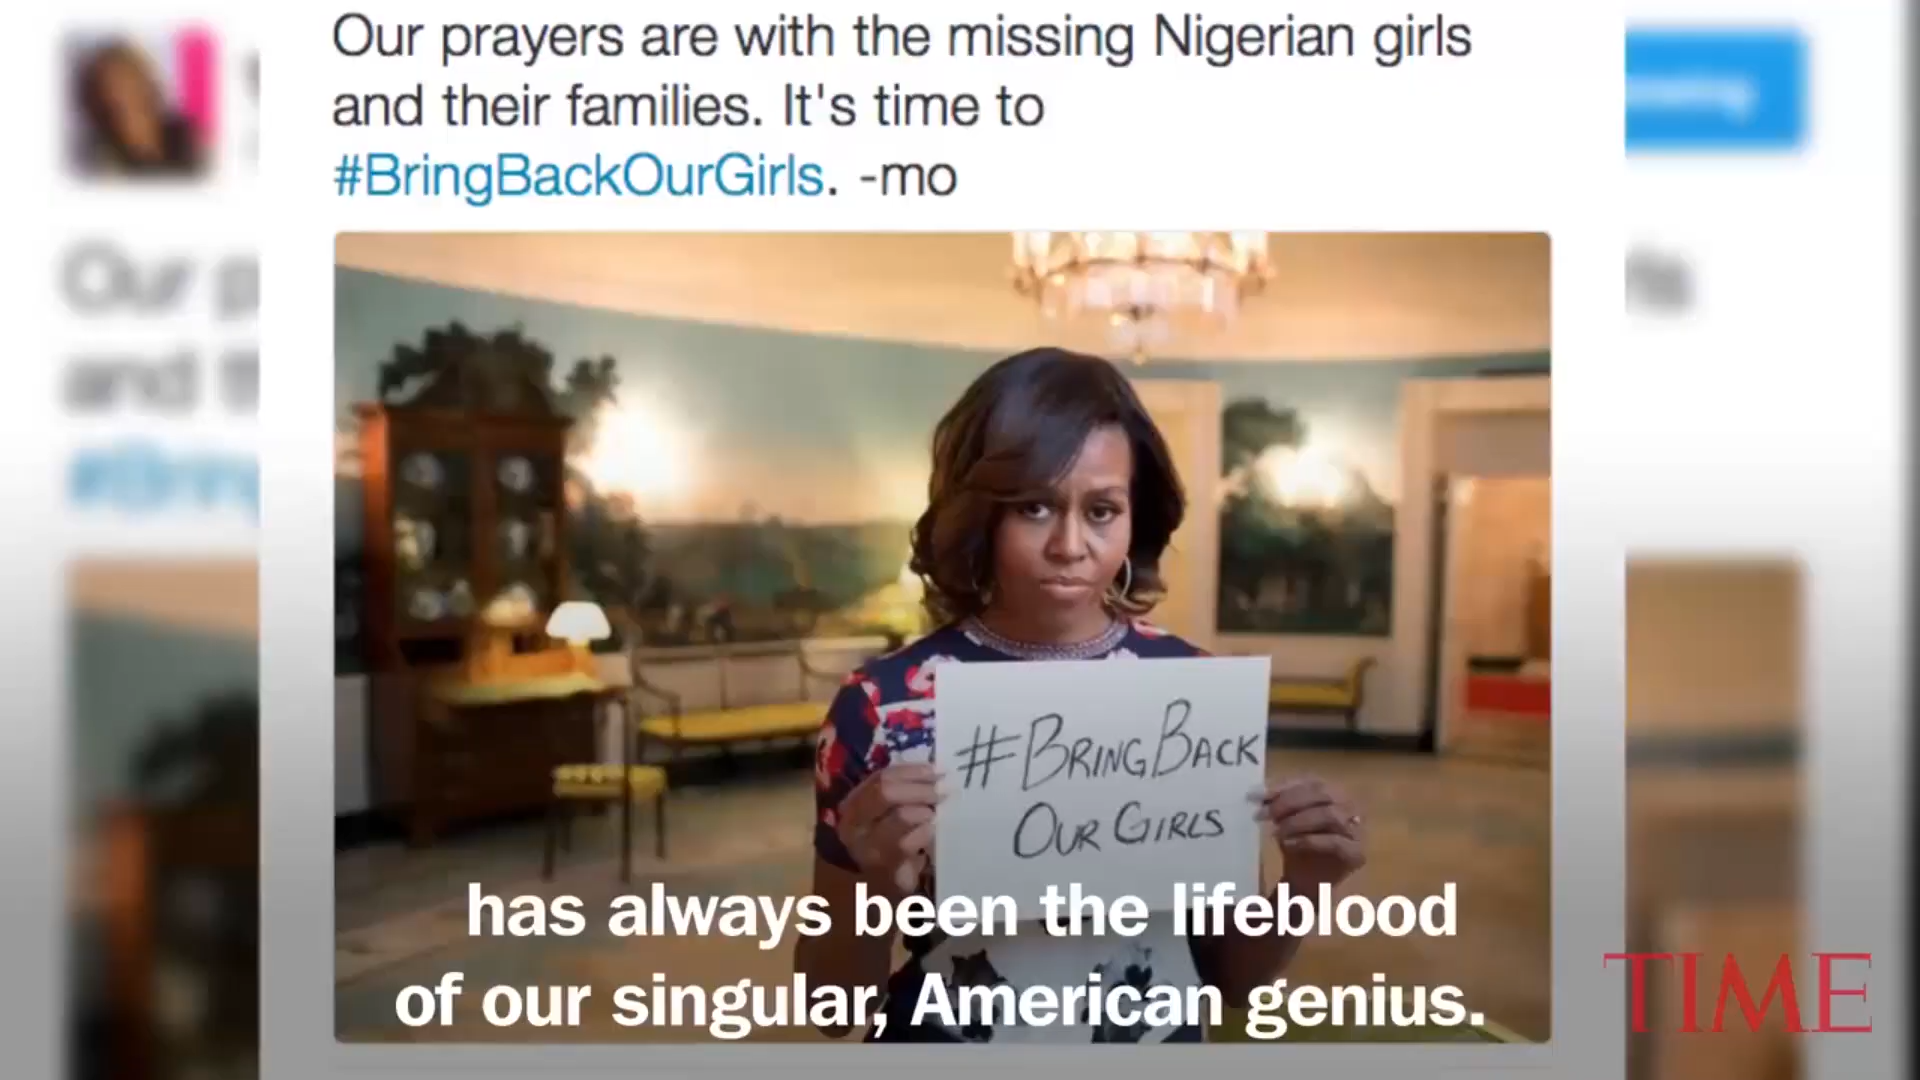 Our prayers are with the missing Nigerian girls
and their families. It's time to
#BringBackOurGirls. -mo
#BRINGBACK
OUR GIRLS
has always been the lifeblood
of our singular, American genius.
TIME